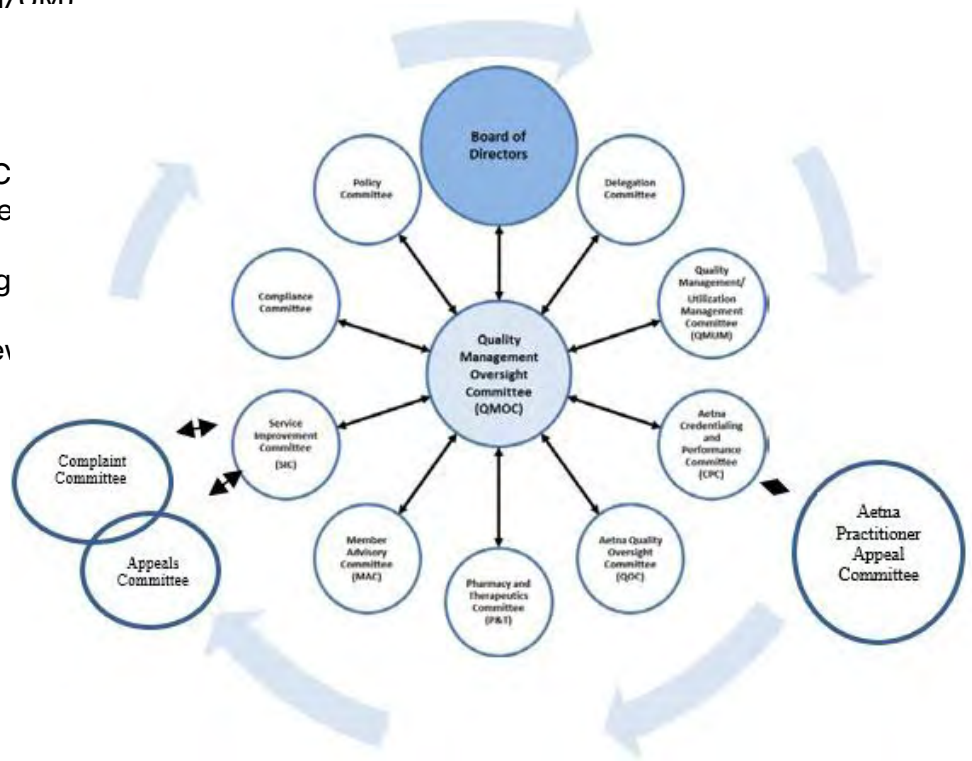 Board of
Directors
Policy
Committee
Delegation
Committee
Compliance
Committee
Quality
Management/
Utilization
Management
Committee
(QMUM)
Quality
Management
Oversight
Committee
(QMOC)
Service
Improvement
Committee
(SIC)
Aetna
Credentialing
and
Performance
Committee
(CPC)
Complaint
Committee
Appeals
Committee
Member
Advisory
Committee
(MAC)
Pharmacy and
Therapeutics
Committee
(P&T)
Aetna Quality
Oversight
Committee
(QOC)
Aetna
Practitioner
Appeal
Committee